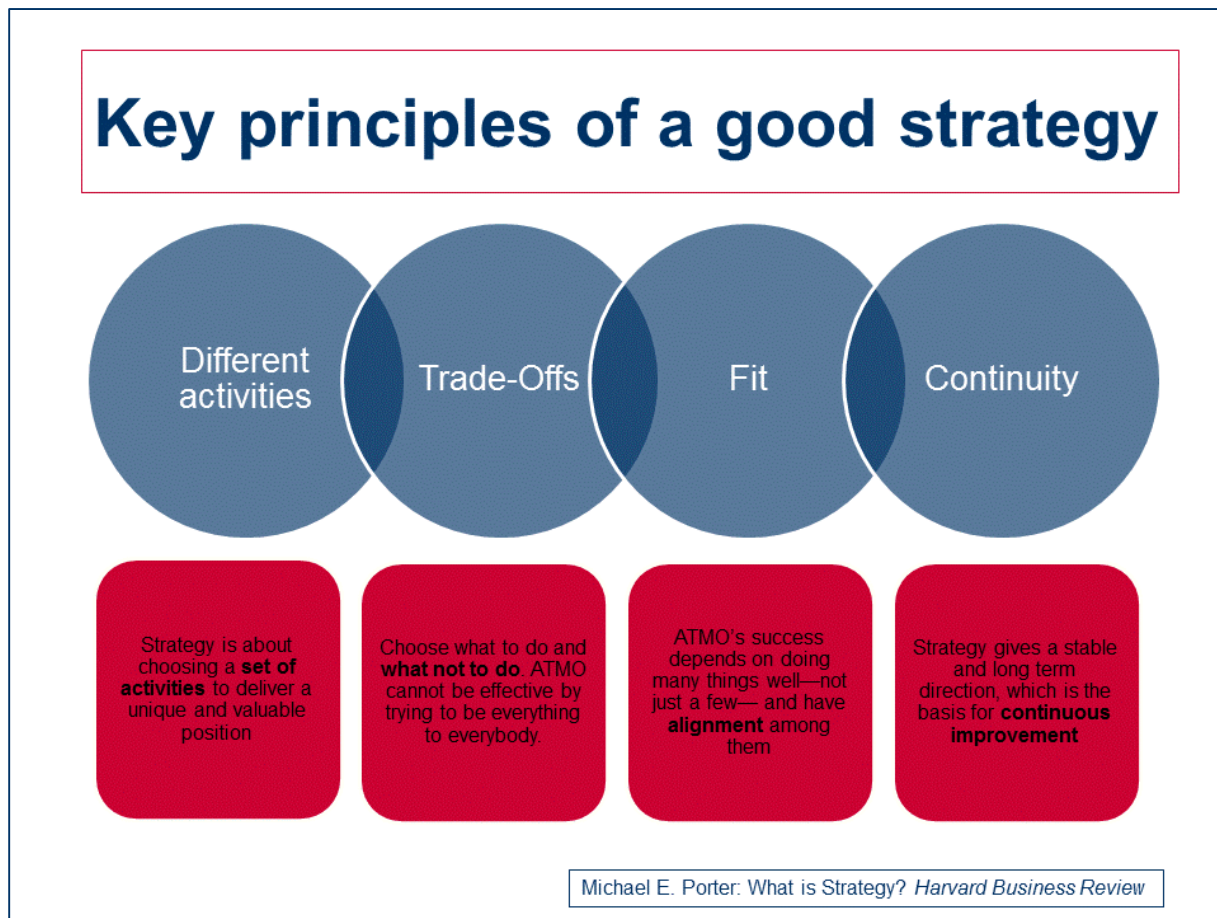 Key principles of a good strategy
Different
activities
Trade-Offs
Fit
Continuity
Strategy is about
choosing a set of
activities to deliver a
unique and valuable
position
Choose what to do and
what not to do. ATMO
cannot be effective by
trying to be everything
to everybody.
ATMO’s success
depends on doing
many things well—not
just a few— and have
alignment among
them
Strategy gives a stable
and long term
direction, which is the
basis for continuous
improvement
Michael E. Porter: What is Strategy? Harvard Business Review